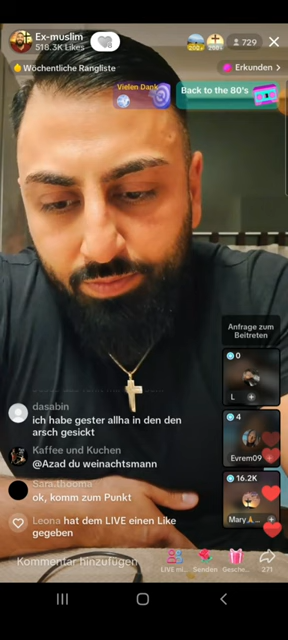 Ex-muslim
518.3K Likes
729
Wöchentliche Rangliste
Erkunden >
Vielen Dank
Back to the 80's
Anfrage zum
Beitreten
0
L
dasabin
ich habe gester allha in den den
arsch gesickt
4
Evrem09
Kaffee und Kuchen
@Azad du weinachtsmann
Sara.thooma
ok, komm zum Punkt
16.2K
Mary ...
Leona hat dem LIVE einen Like
gegeben
Kommentar hinzufügen
LIVE mi...
Senden
Gesche...
271